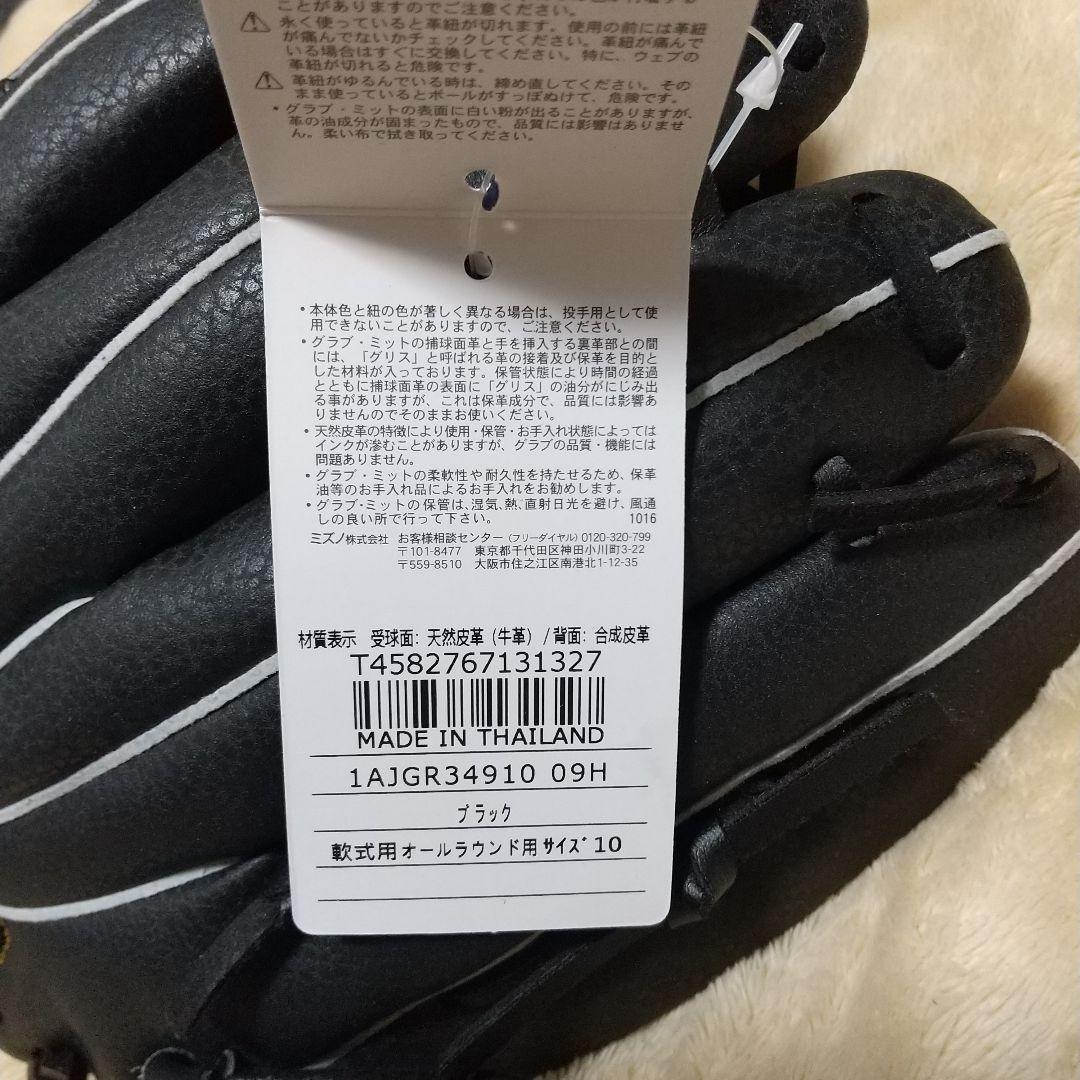 ことがありますのでご注意ください。
永く使っていると革紐が切れます。使用の前には革紐
が痛んでないかチェックしてください。革紐が痛んで
いる場合はすぐに交換してください。特に、ウェブの
革紐が切れると危険です。
革紐がゆるんでいる時は、締め直してください。その
まま使っているとボールがすっぽぬけて、危険です。
•グラブ・ミットの表面に白い粉が出ることがありますが、
革の油成分が固まったもので、品質には影響はありませ
ん。柔い布で拭き取ってください。
•本体色と紐の色が著しく異なる場合は、投手用として使
用できないことがありますので、ご注意ください。
•グラブ・ミットの捕球面革と手を挿入する裏革部との間
には、「グリス」と呼ばれる革の接着及び保革を目的と
した材料が入っております。保管状態により時間の経過
とともに捕球面革の表面に「グリス」の油分がにじみ出
る事がありますが、これは保革成分で、品質には影響あ
りませんのでそのままお使いください。
•天然皮革の特徴により使用・保管・お手入れ状態によっては
インクが滲むことがありますが、グラブの品質・機能には
問題ありません。
•グラブ・ミットの柔軟性や耐久性を持たせるため、保革
油等のお手入れ品によるお手入れをお勧めします。
•グラブ・ミットの保管は、湿気、熱、直射日光を避け、風通
しの良い所で行って下さい。 1016
ミズノ株式会社 お客様相談センター (フリーダイヤル) 0120-320-799
〒101-8477 東京都千代田区神田小川町3-22
〒559-8510 大阪市住之江区南港北1-12-35
材質表示 受球面: 天然皮革 (牛革) /背面: 合成皮革
T4582767131327
MADE IN THAILAND
1AJGR34910 09H
ブラック
軟式用オールラウンド用サイズ10